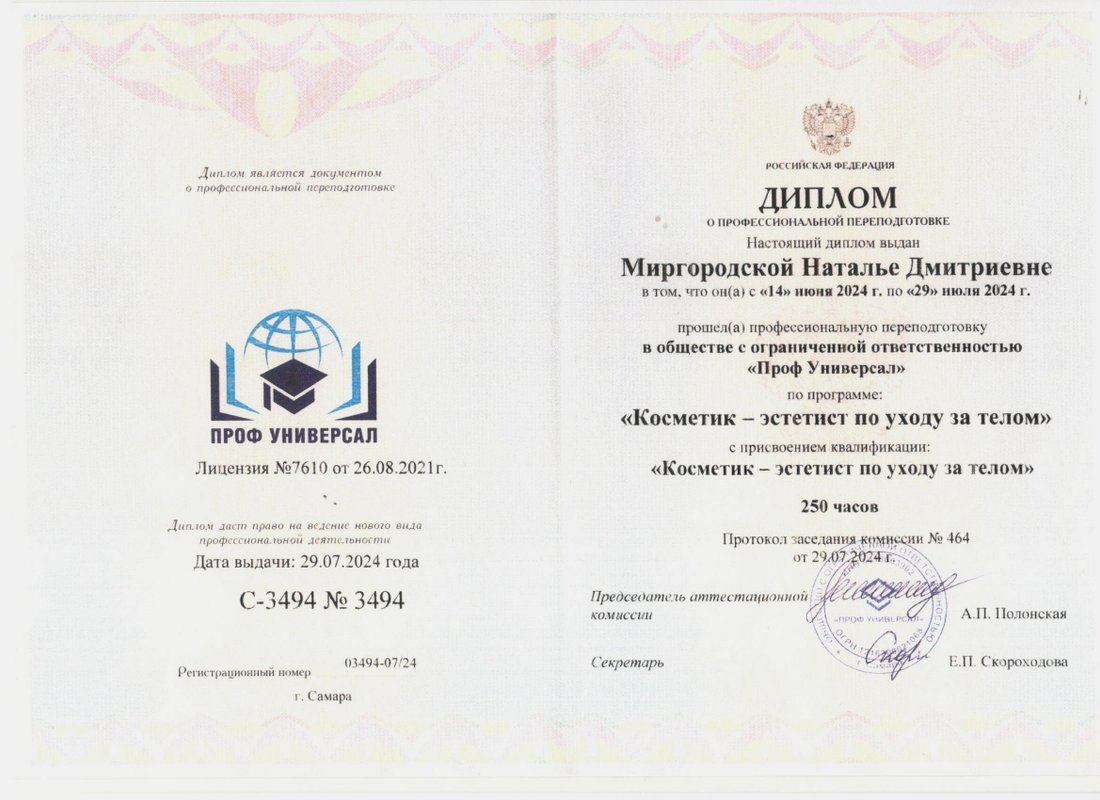 Диплом является документом
о профессиональной переподготовке
ПРОФ УНИВЕРСАЛ
Лицензия №7610 от 26.08.2021г.
Диплом дает право на ведение нового вида
профессиональной деятельности
Дата выдачи: 29.07.2024 года
С-3494 № 3494
Регистрационный номер 03494-07/24
г. Самара
РОССИЙСКАЯ ФЕДЕРАЦИЯ
ДИПЛОМ
О ПРОФЕССИОНАЛЬНОЙ ПЕРЕПОДГОТОВКЕ
Настоящий диплом выдан
Миргородской Наталье Дмитриевне
в том, что он(а) с «14» июня 2024 г. по «29» июля 2024 г.
прошел(а) профессиональную переподготовку
в обществе с ограниченной ответственностью
«Проф Универсал»
по программе:
«Косметик – эстетист по уходу за телом»
с присвоением квалификации:
«Косметик – эстетист по уходу за телом»
250 часов
Протокол заседания комиссии № 464
от 29.07.2024 г.
Председатель аттестационной
комиссии
А.П. Полонская
«ПРОФ УНИВЕРСАЛ»
Секретарь
Е.П. Скороходова